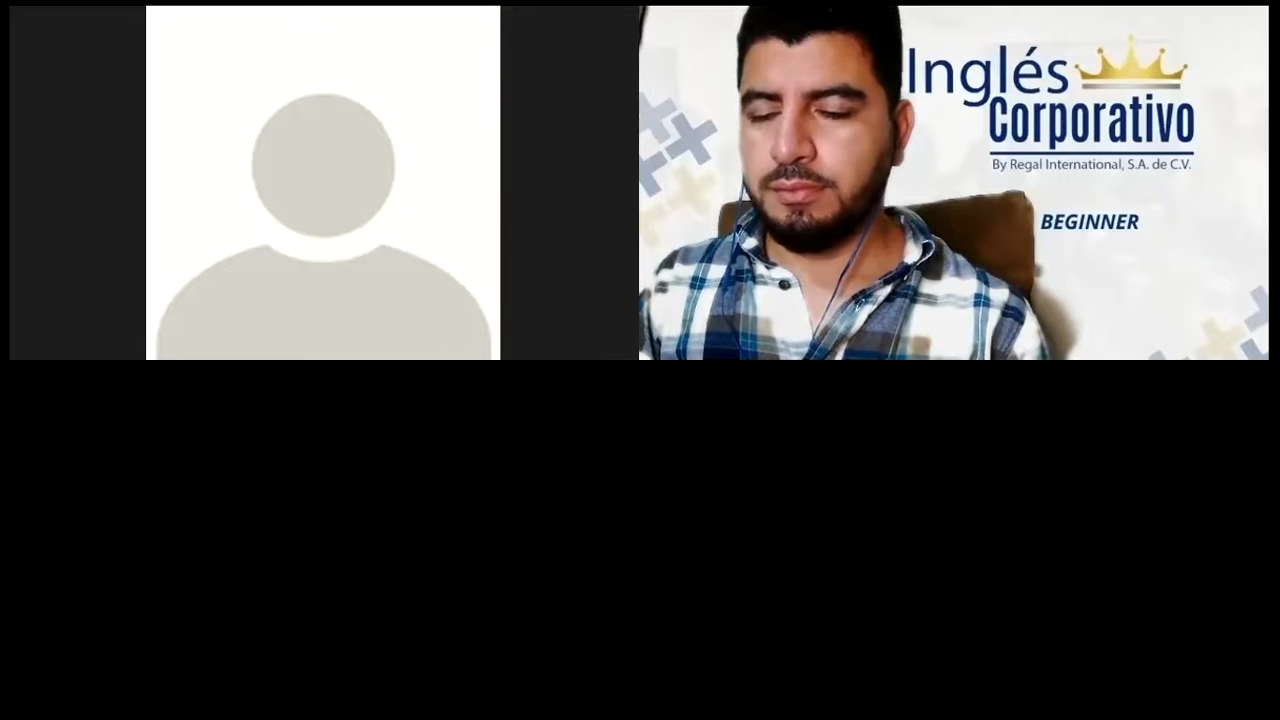 Inglés
Corporativo
By Regal International, S.A. de C.V.
BEGINNER